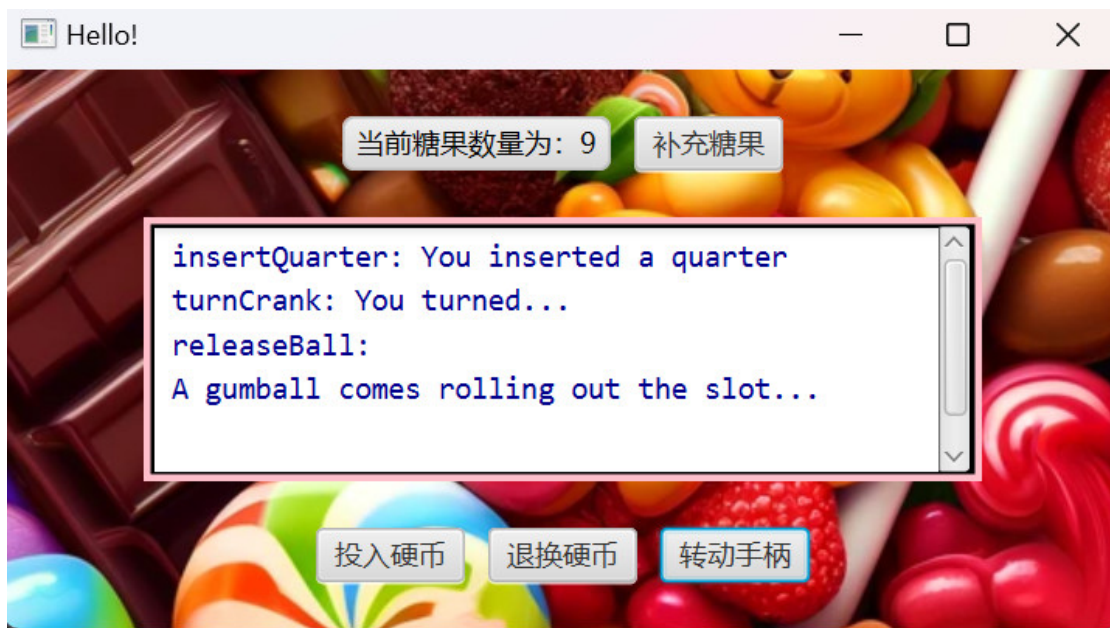 Hello!
当前糖果数量为：9 补充糖果
insertQuarter: You inserted a quarter
turnCrank: You turned...
releaseBall:
A gumball comes rolling out the slot...
投入硬币 退换硬币 转动手柄